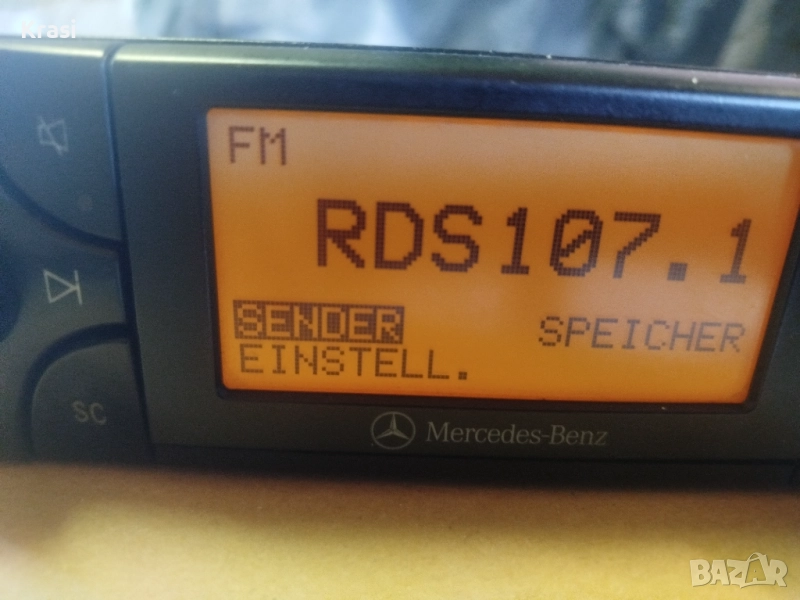 Krasi
FM
RDS107.1
SENDER
SPEICHER
EINSTELL.
SC
Mercedes-Benz
BAZAR